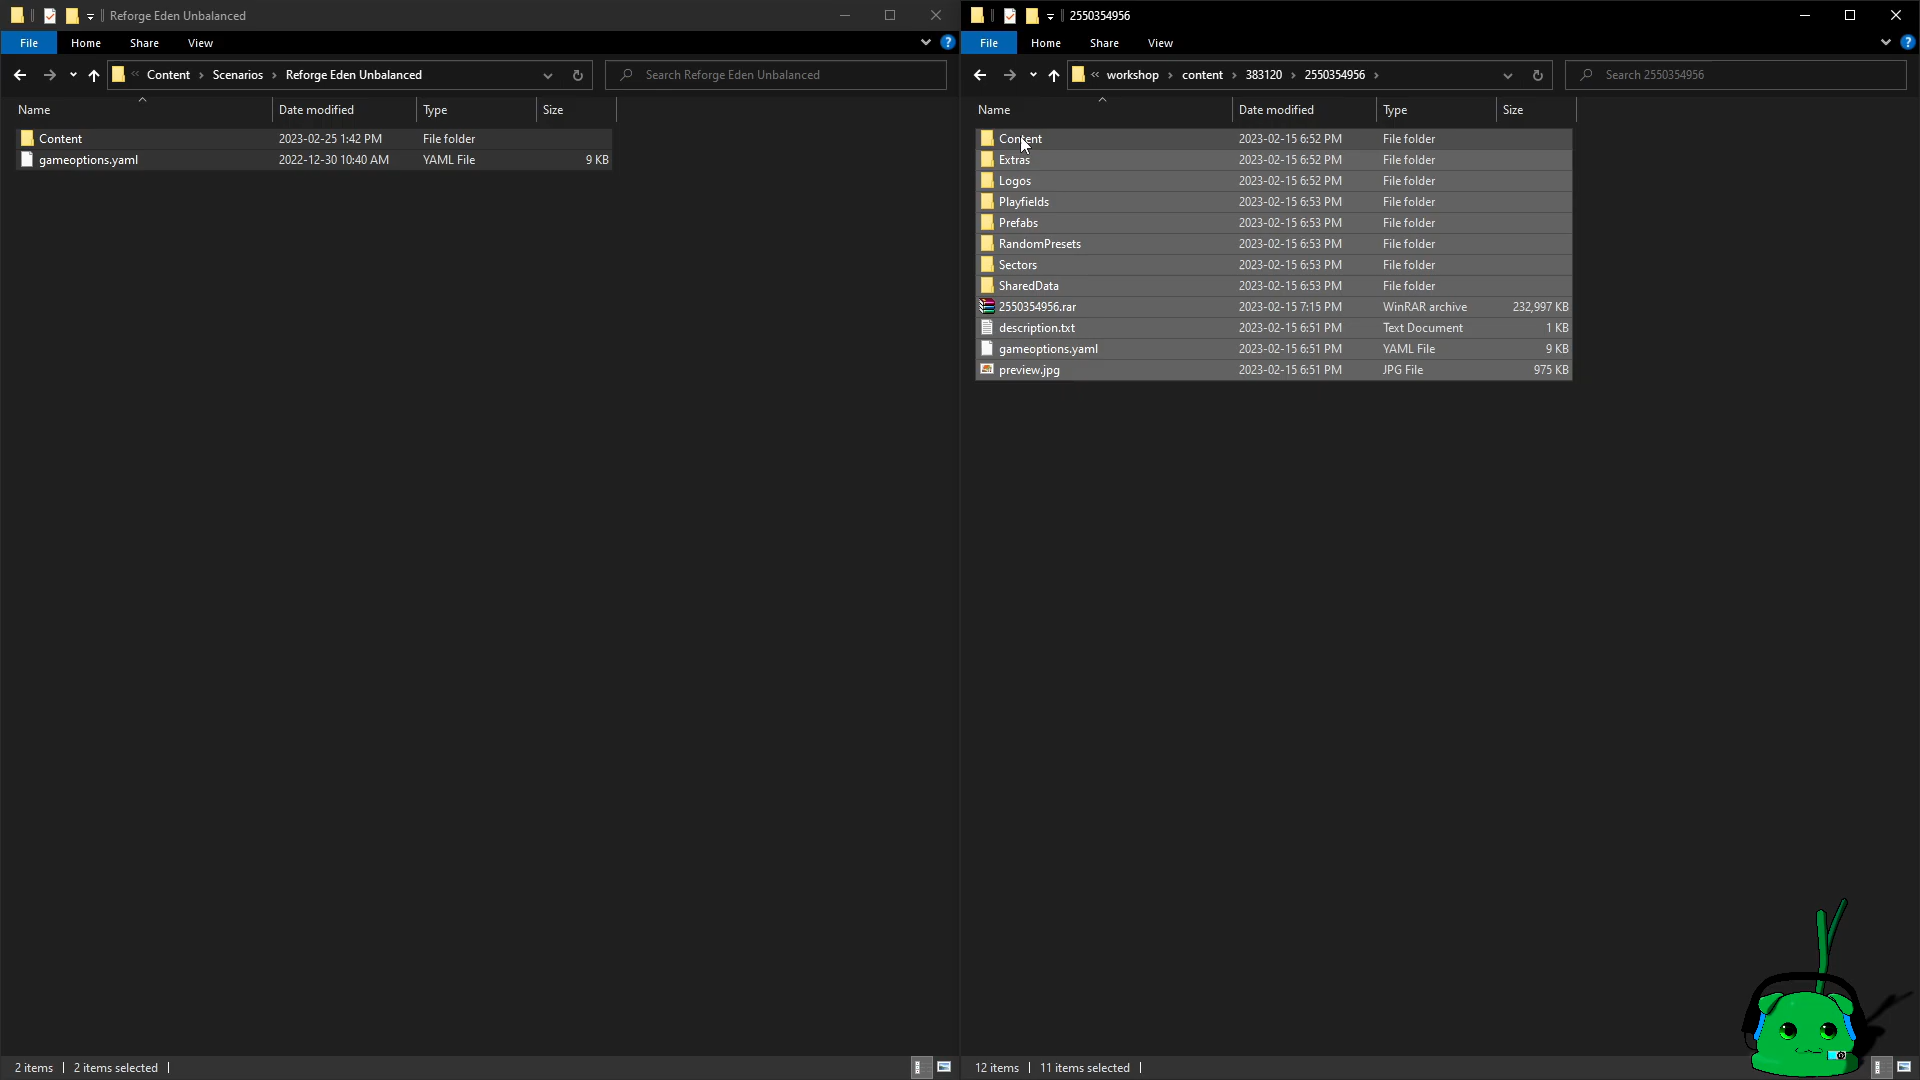 Reforge Eden Unbalanced
File Home Share View
Content Scenarios Reforge Eden Unbalanced
Search Reforge Eden Unbalanced
Name Date modified Type Size
Content 2023-02-25 1:42 PM File folder
gameoptions.yaml 2022-12-30 10:40 AM YAML File 9 KB
2 items 2 items selected
2550354956
File Home Share View
workshop content 383120 2550354956
Search 2550354956
Name Date modified Type Size
Content 2023-02-15 6:52 PM File folder
Extras 2023-02-15 6:52 PM File folder
Logos 2023-02-15 6:52 PM File folder
Playfields 2023-02-15 6:53 PM File folder
Prefabs 2023-02-15 6:53 PM File folder
RandomPresets 2023-02-15 6:53 PM File folder
Sectors 2023-02-15 6:53 PM File folder
SharedData 2023-02-15 6:53 PM File folder
2550354956.rar 2023-02-15 7:15 PM WinRAR archive 232,997 KB
description.txt 2023-02-15 6:51 PM Text Document 1 KB
gameoptions.yaml 2023-02-15 6:51 PM YAML File 9 KB
preview.jpg 2023-02-15 6:51 PM JPG File 975 KB
12 items 11 items selected